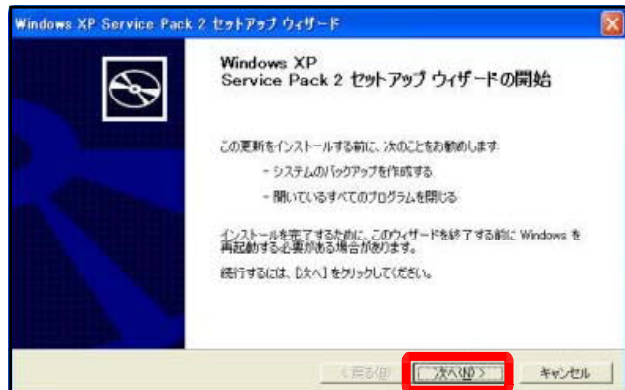 Windows XP Service Pack 2 セットアップ ウィザード
Windows XP
Service Pack 2 セットアップ ウィザードの開始
この更新をインストールする前に、次のことをお勧めします
- システムのバックアップを作成する
- 開いているすべてのプログラムを閉じる
インストールを完了するために、このウィザードを終了する前に Windows を
再起動する必要がある場合があります。
続行するには、[次へ] をクリックしてください。
< 戻る(B)
次へ(N) >
キャンセル